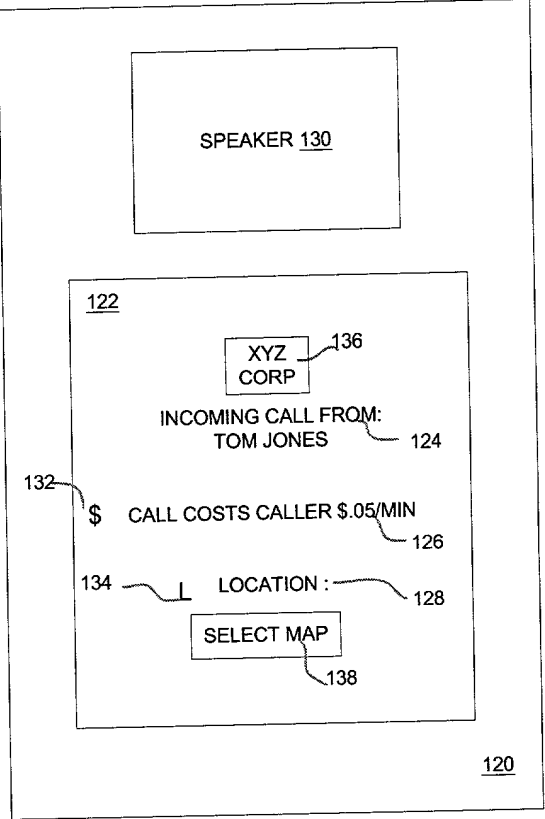 SPEAKER 130
122
XYZ
CORP
136
INCOMING CALL FROM:
TOM JONES
124
132
$ CALL COSTS CALLER $.05/MIN
126
134
L LOCATION :
128
SELECT MAP
138
120